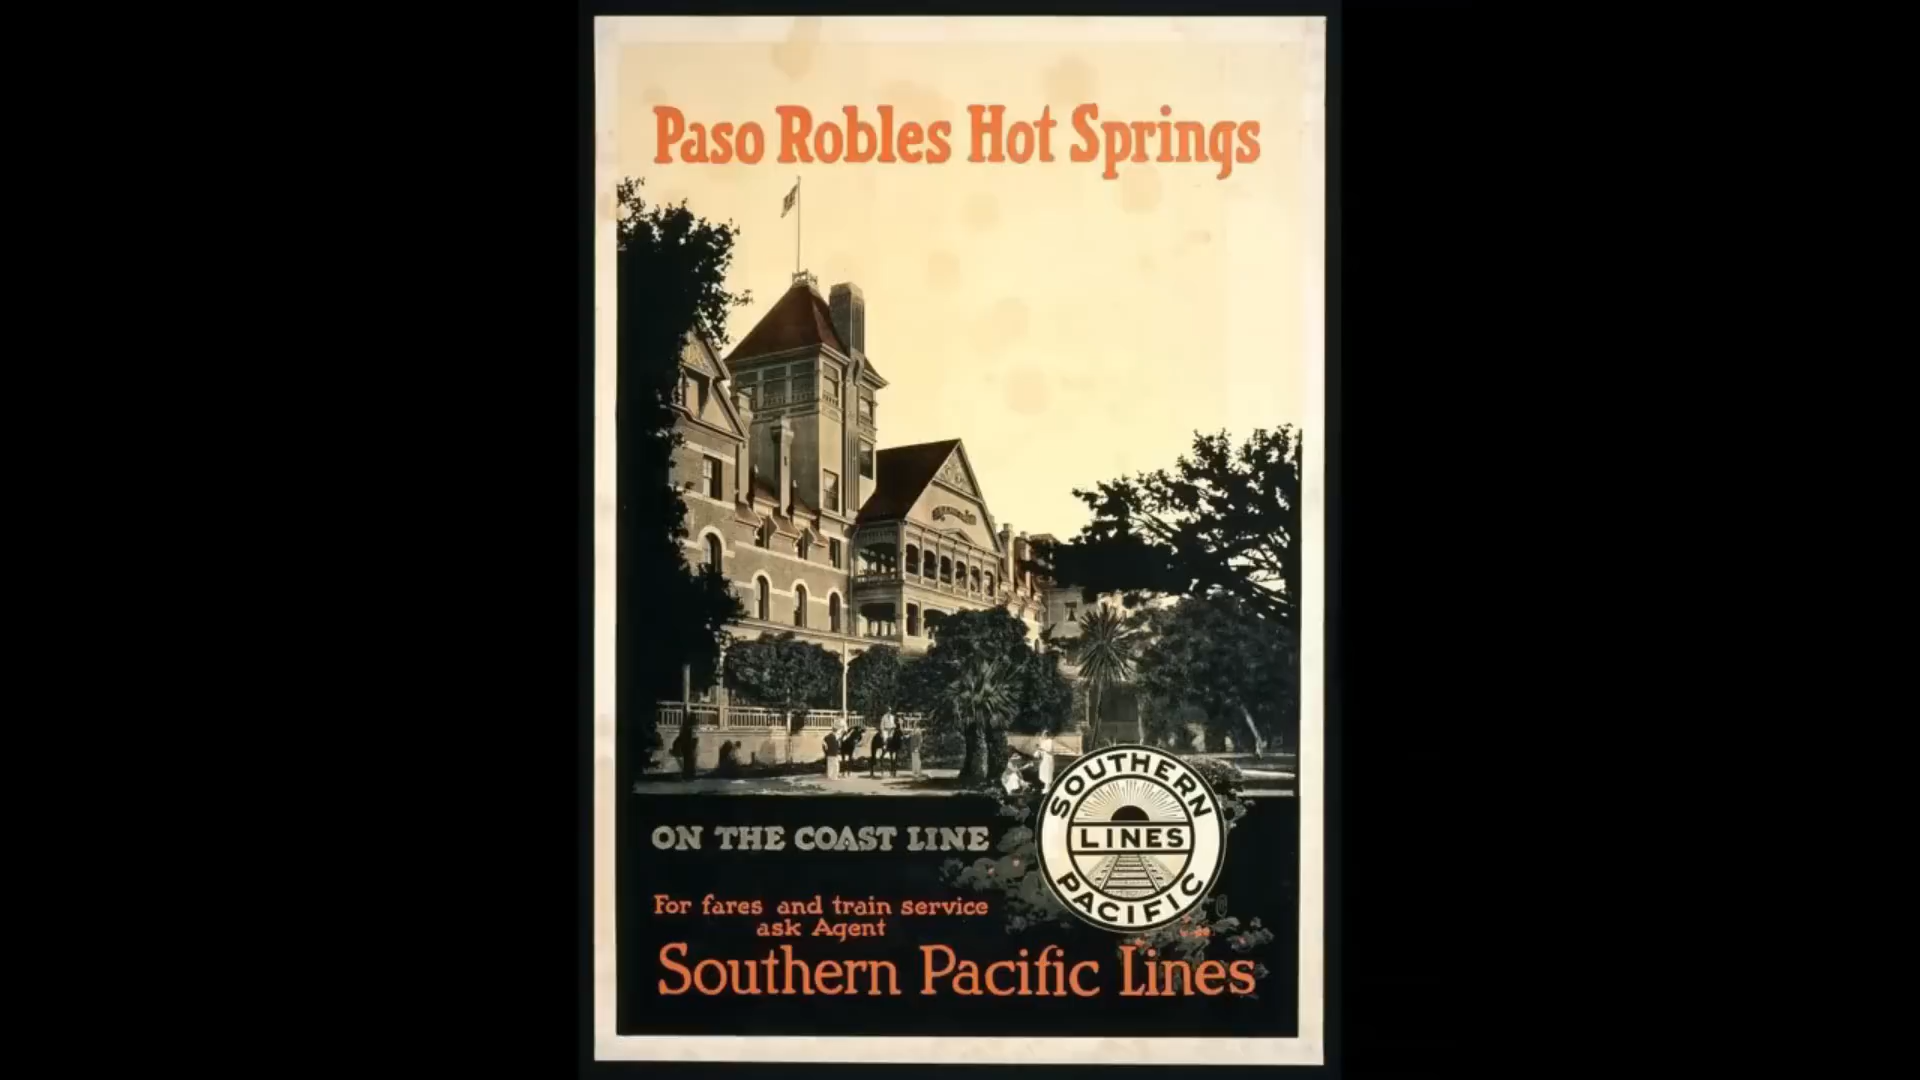 Paso Robles Hot Springs
ON THE COAST LINE
SOUTHERN
LINES
PACIFIC
For fares and train service
ask Agent
Southern Pacific Lines